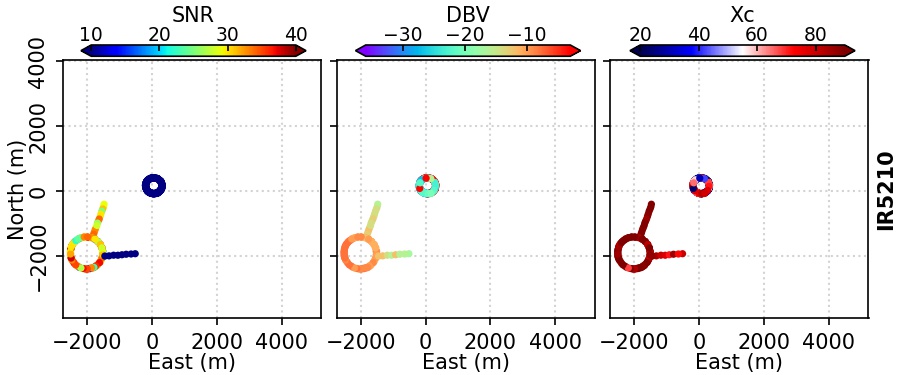 SNR DBV Xc
10 20 30 40 −30 −20 −10 20 40 60 80
4000
2000
0
−2000
North (m)
IR5210
−2000 0 2000 4000 −2000 0 2000 4000 −2000 0 2000 4000
East (m) East (m) East (m)